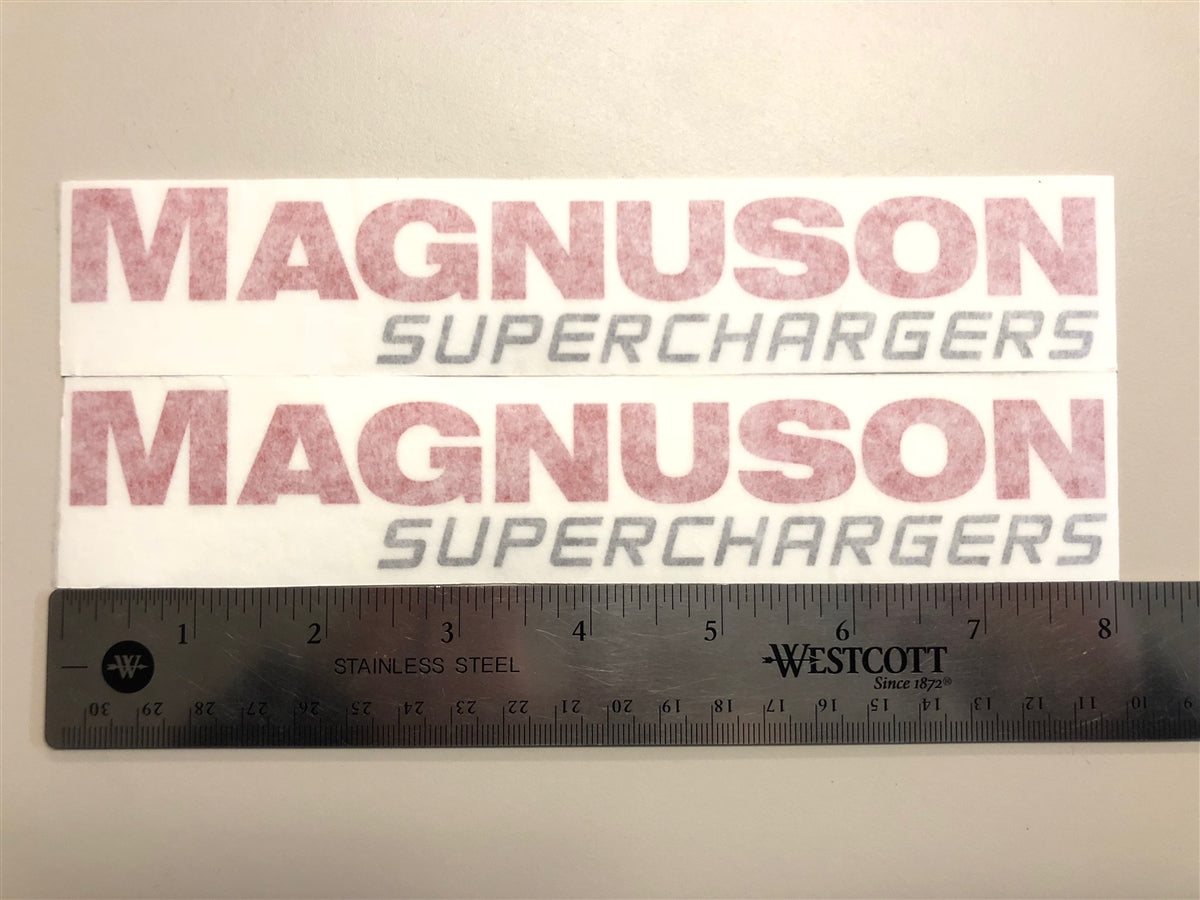 MAGNUSON
SUPERCHARGERS
MAGNUSON
SUPERCHARGERS
1 2 3 4 5 6 7 8
W STAINLESS STEEL WESTCOTT
Since 1872®
30 29 28 27 26 25 24 23 22 21 20 19 18 17 16 15 14 13 12 11 10 9